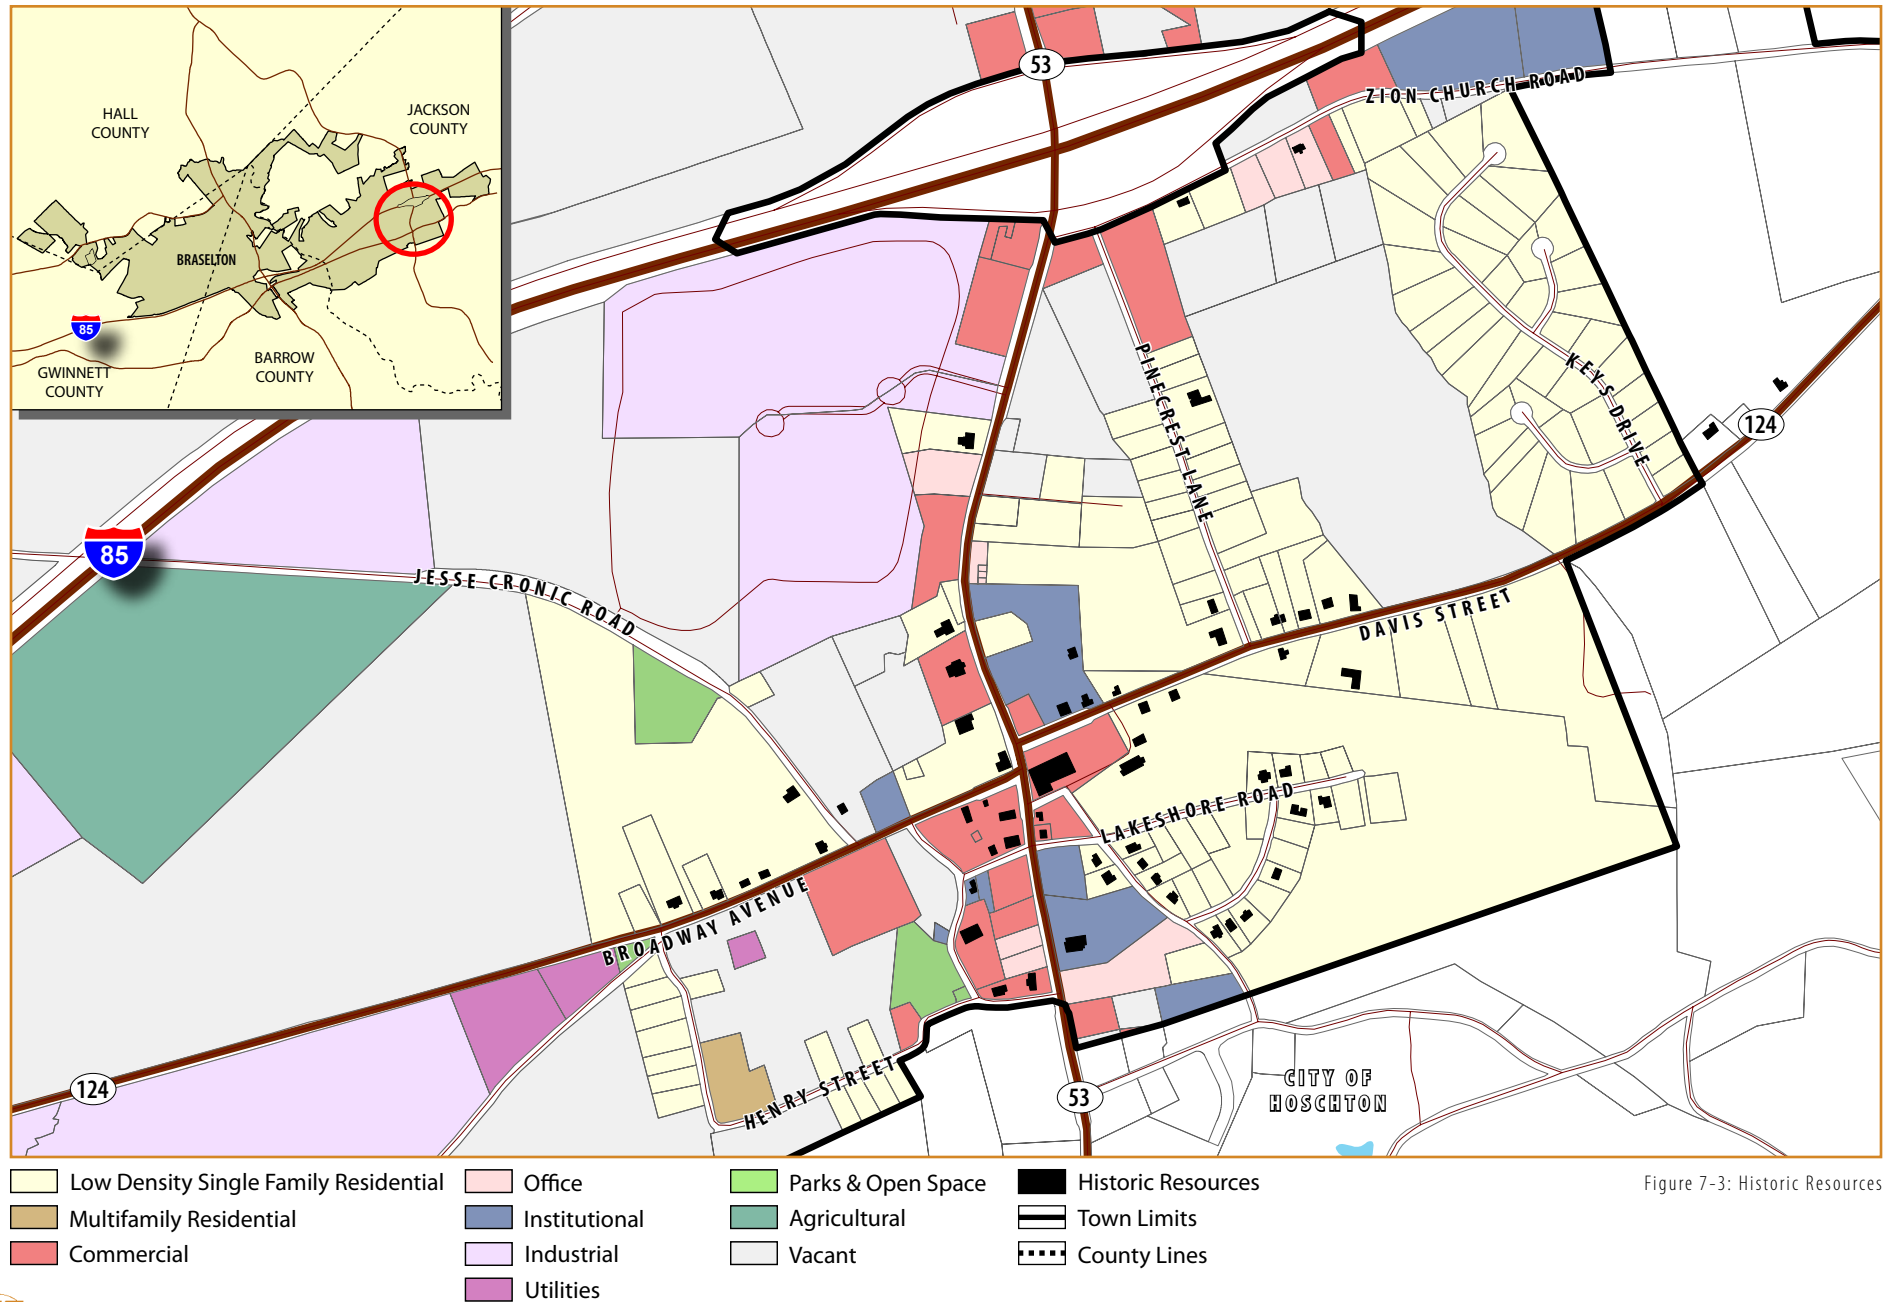 HALL
COUNTY
JACKSON
COUNTY
BRASELTON
85
GWINNETT
COUNTY
BARROW
COUNTY
53
ZION CHURCH ROAD
PINECREST LANE
KEYS DRIVE
124
85
JESSE CRONIC ROAD
DAVIS STREET
LAKESHORE ROAD
BROADWAY AVENUE
124
HENRY STREET
53
CITY OF
HOSCHTON
Low Density Single Family Residential
Multifamily Residential
Commercial
Office
Institutional
Industrial
Utilities
Parks & Open Space
Agricultural
Vacant
Historic Resources
Town Limits
County Lines
Figure 7-3: Historic Resources